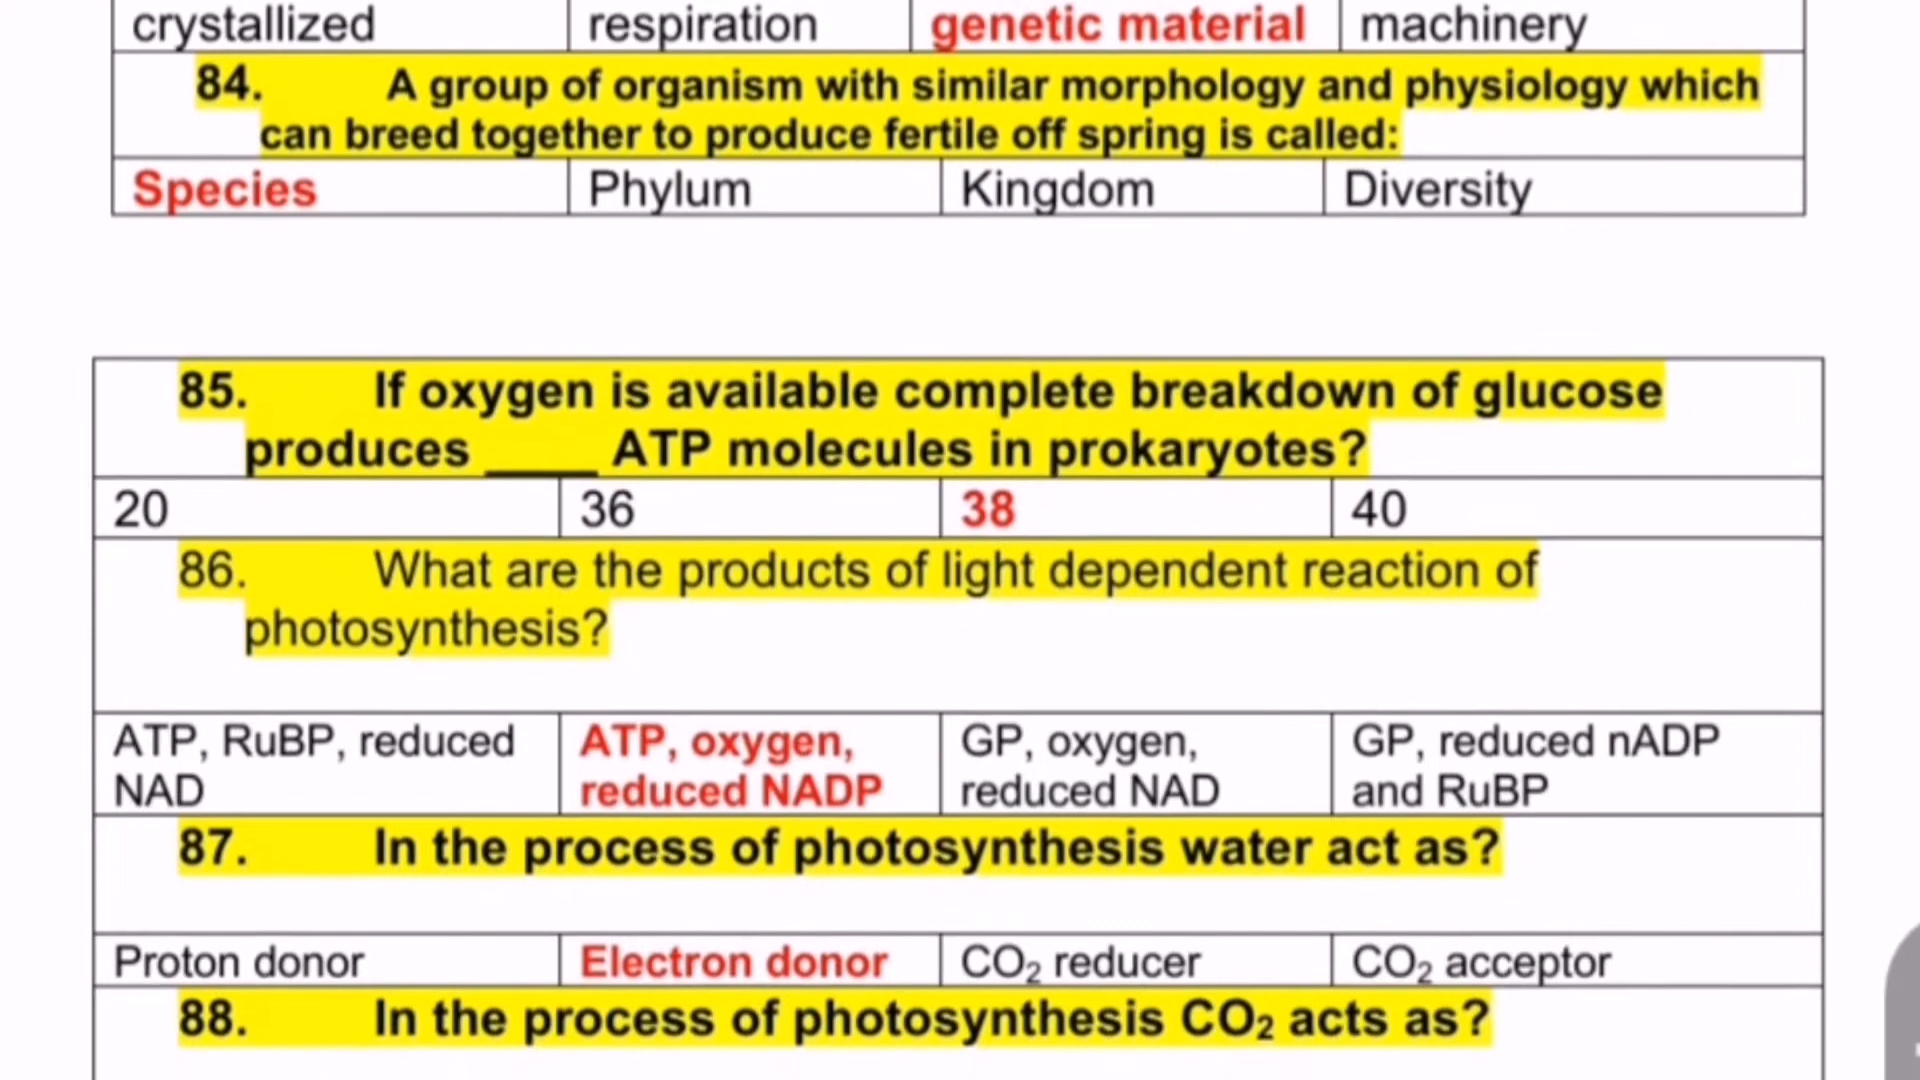 crystallized respiration genetic material machinery
84. A group of organism with similar morphology and physiology which
can breed together to produce fertile off spring is called:
Species Phylum Kingdom Diversity
85. If oxygen is available complete breakdown of glucose
produces _____ ATP molecules in prokaryotes?
20 36 38 40
86. What are the products of light dependent reaction of
photosynthesis?
ATP, RuBP, reduced
NAD
ATP, oxygen,
reduced NADP
GP, oxygen,
reduced NAD
GP, reduced nADP
and RuBP
87. In the process of photosynthesis water act as?
Proton donor Electron donor CO₂ reducer CO₂ acceptor
88. In the process of photosynthesis CO₂ acts as?